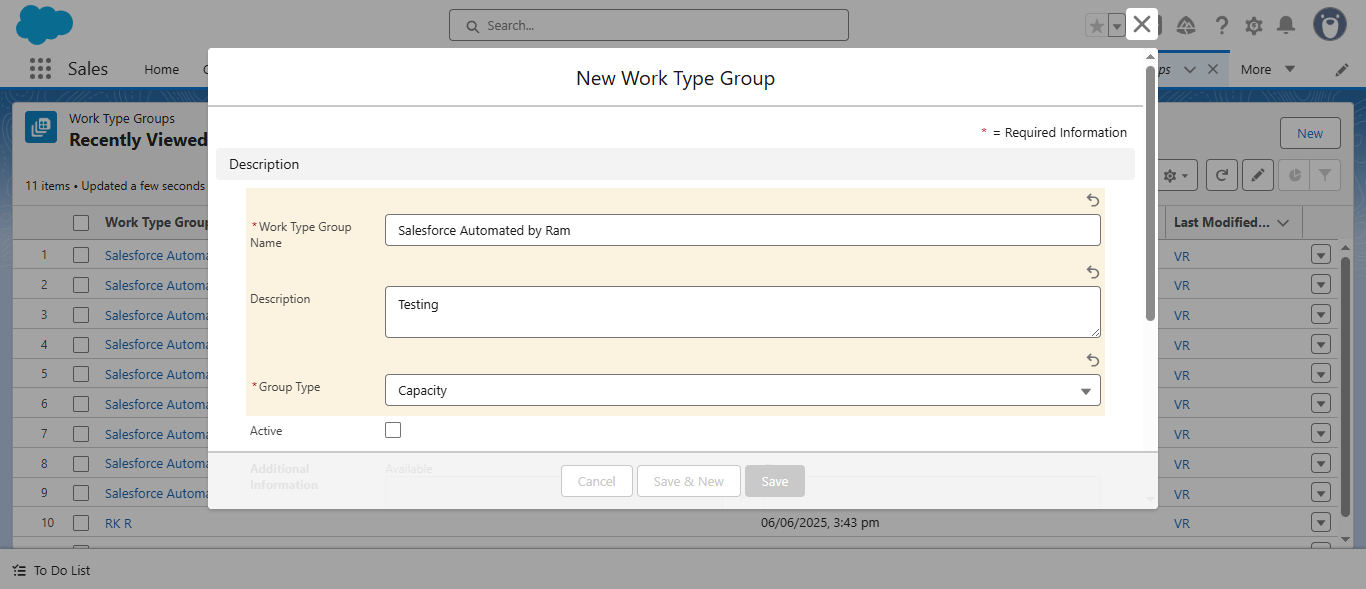 Search...
Sales
Home
ps
More
New Work Type Group
Work Type Groups
Recently Viewed
New
* = Required Information
Description
11 items • Updated a few seconds
Work Type Group
Last Modified...
*Work Type Group
Name
Salesforce Automated by Ram
Description
Testing
*Group Type
Capacity
Active
Additional
Information
Available
Cancel
Save & New
Save
1 Salesforce Automa VR
2 Salesforce Automa VR
3 Salesforce Automa VR
4 Salesforce Automa VR
5 Salesforce Automa VR
6 Salesforce Automa VR
7 Salesforce Automa VR
8 Salesforce Automa VR
9 Salesforce Automa VR
10 RK R 06/06/2025, 3:43 pm VR
To Do List